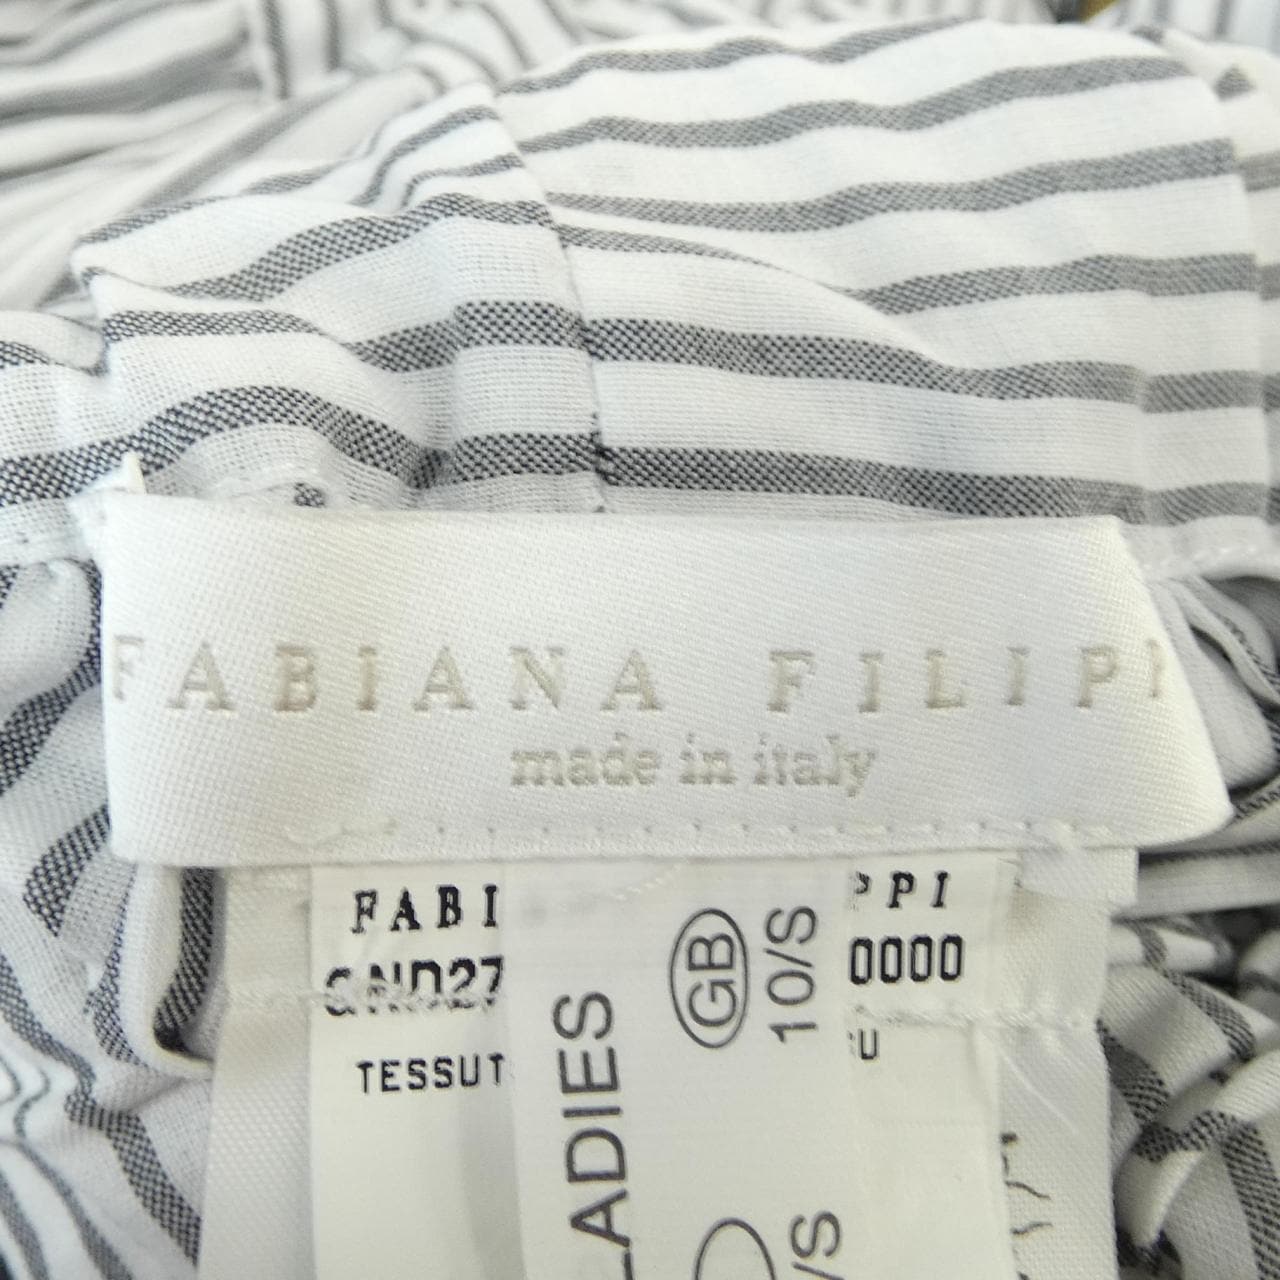 FABIANA FILIPPI
made in italy
FABI PPI
GND27 0000
TESSUT U
LADIES
GB
10/S
/S